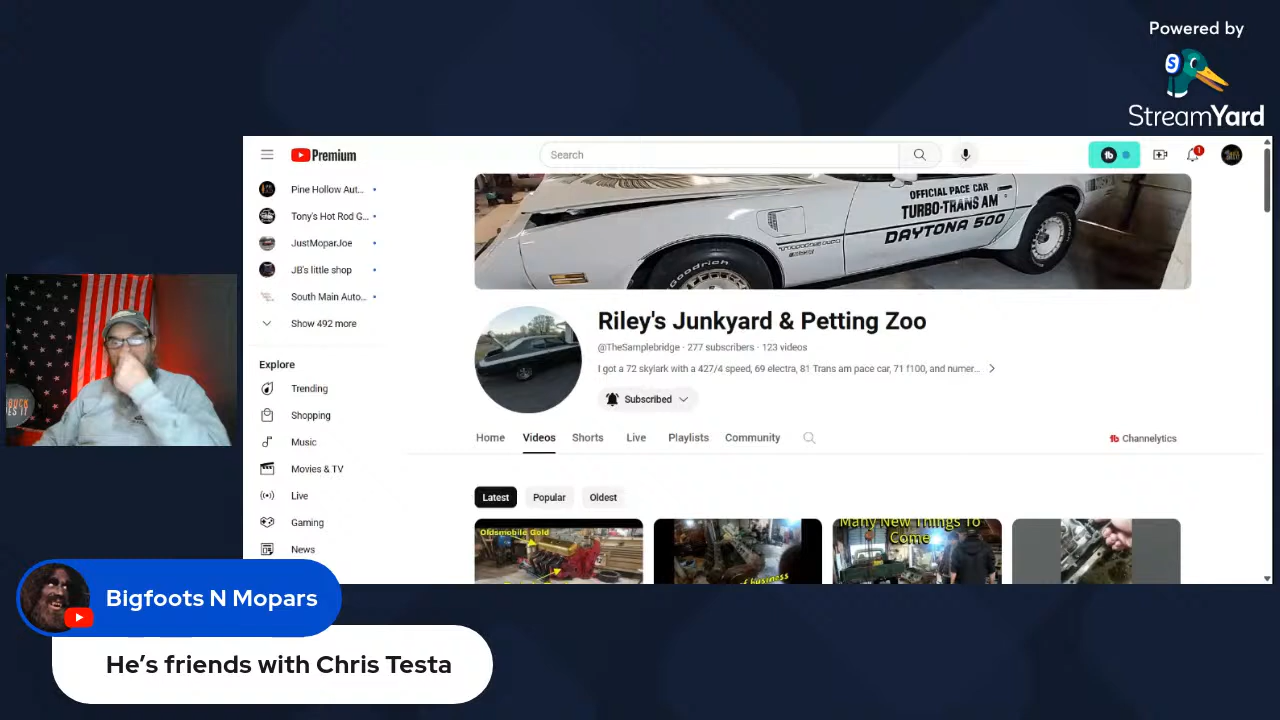 Powered by
StreamYard
Premium
Search
1
Pine Hollow Aut...
Tony's Hot Rod G...
JustMoparJoe
JB's little shop
South Main Auto...
Show 492 more
Explore
Trending
Shopping
Music
Movies & TV
Live
Gaming
News
OFFICIAL PACE CAR
TURBO-TRANS AM
DAYTONA 500
Goodrich
Riley's Junkyard & Petting Zoo
@TheSamplebridge · 277 subscribers · 123 videos
I got a 72 skylark with a 427/4 speed, 69 electra, 81 Trans am pace car, 71 f100, and numer...
Subscribed
Home Videos Shorts Live Playlists Community
Channelytics
Latest Popular Oldest
Oldsmobile Gold
of business
Many New Things To
Come
Bigfoots N Mopars
He's friends with Chris Testa